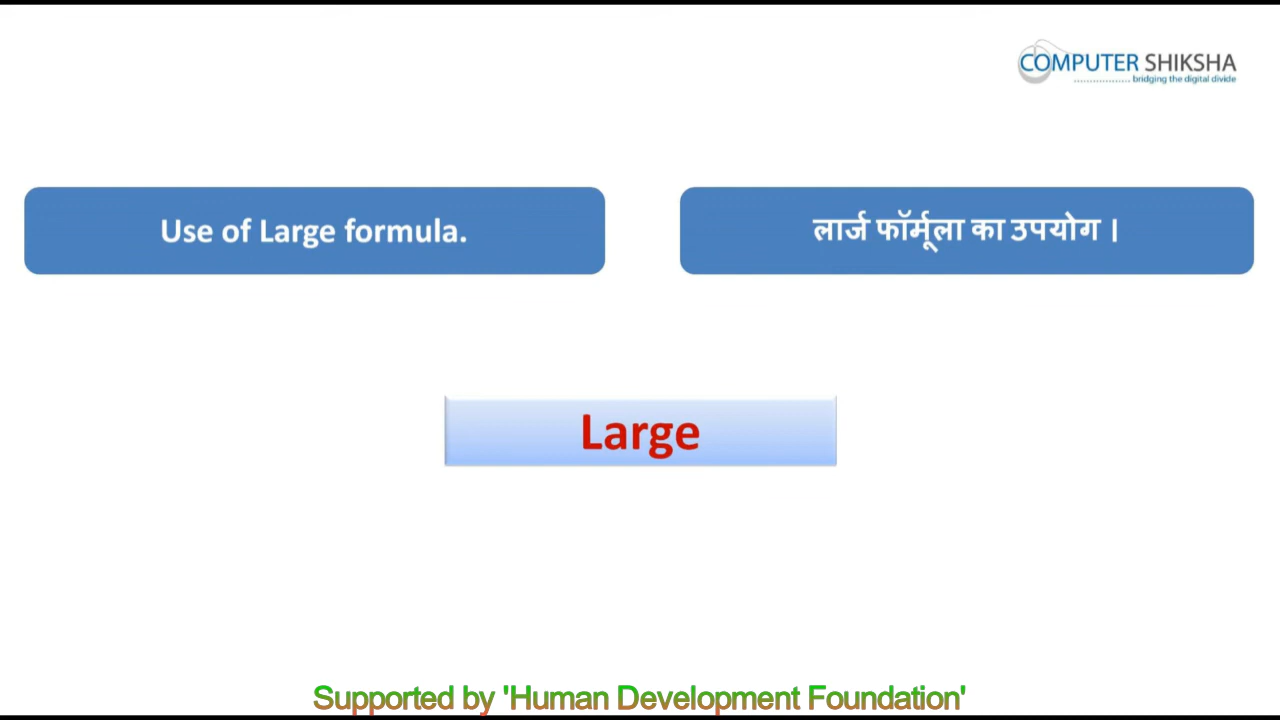 COMPUTER SHIKSHA
bridging the digital divide
Use of Large formula.
लार्ज फॉर्मूला का उपयोग ।
Large
Supported by 'Human Development Foundation'